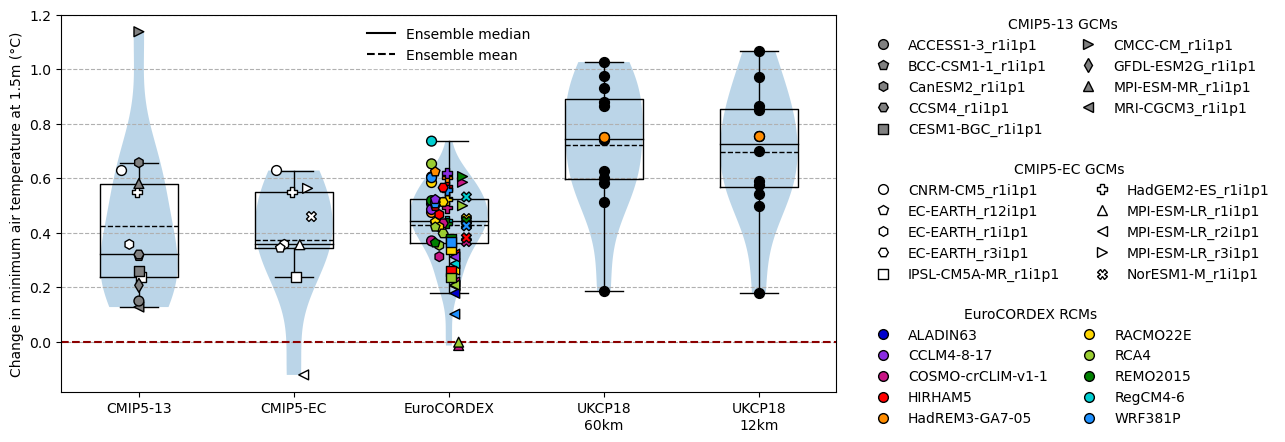 Change in minimum air temperature at 1.5m (°C)
1.2
1.0
0.8
0.6
0.4
0.2
0.0
Ensemble median
Ensemble mean
CMIP5-13
CMIP5-EC
EuroCORDEX
UKCP18
60km
UKCP18
12km
CMIP5-13 GCMs
ACCESS1-3_r1i1p1
BCC-CSM1-1_r1i1p1
CanESM2_r1i1p1
CCSM4_r1i1p1
CESM1-BGC_r1i1p1
CMCC-CM_r1i1p1
GFDL-ESM2G_r1i1p1
MPI-ESM-MR_r1i1p1
MRI-CGCM3_r1i1p1
CMIP5-EC GCMs
CNRM-CM5_r1i1p1
EC-EARTH_r12i1p1
EC-EARTH_r1i1p1
EC-EARTH_r3i1p1
IPSL-CM5A-MR_r1i1p1
HadGEM2-ES_r1i1p1
MPI-ESM-LR_r1i1p1
MPI-ESM-LR_r2i1p1
MPI-ESM-LR_r3i1p1
NorESM1-M_r1i1p1
EuroCORDEX RCMs
ALADIN63
CCLM4-8-17
COSMO-crCLIM-v1-1
HIRHAM5
HadREM3-GA7-05
RACMO22E
RCA4
REMO2015
RegCM4-6
WRF381P